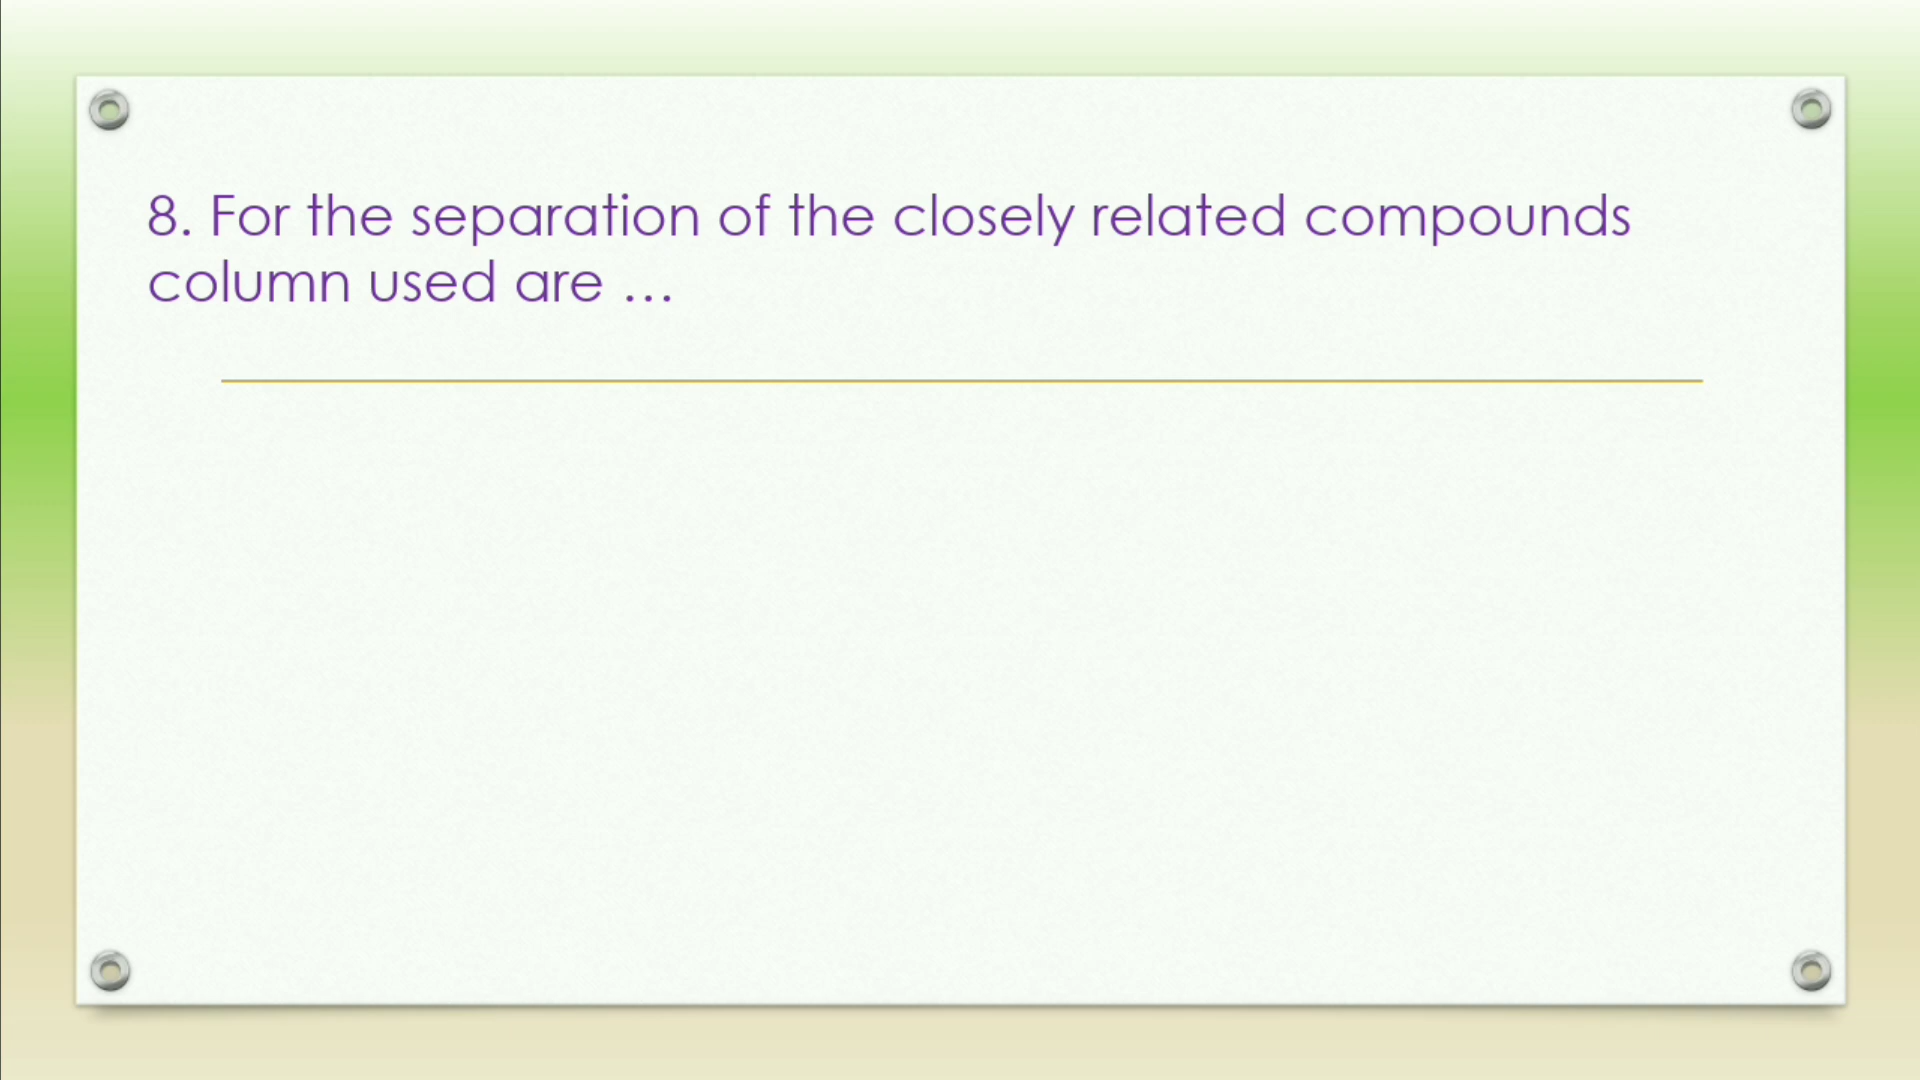 8. For the separation of the closely related compounds
column used are …